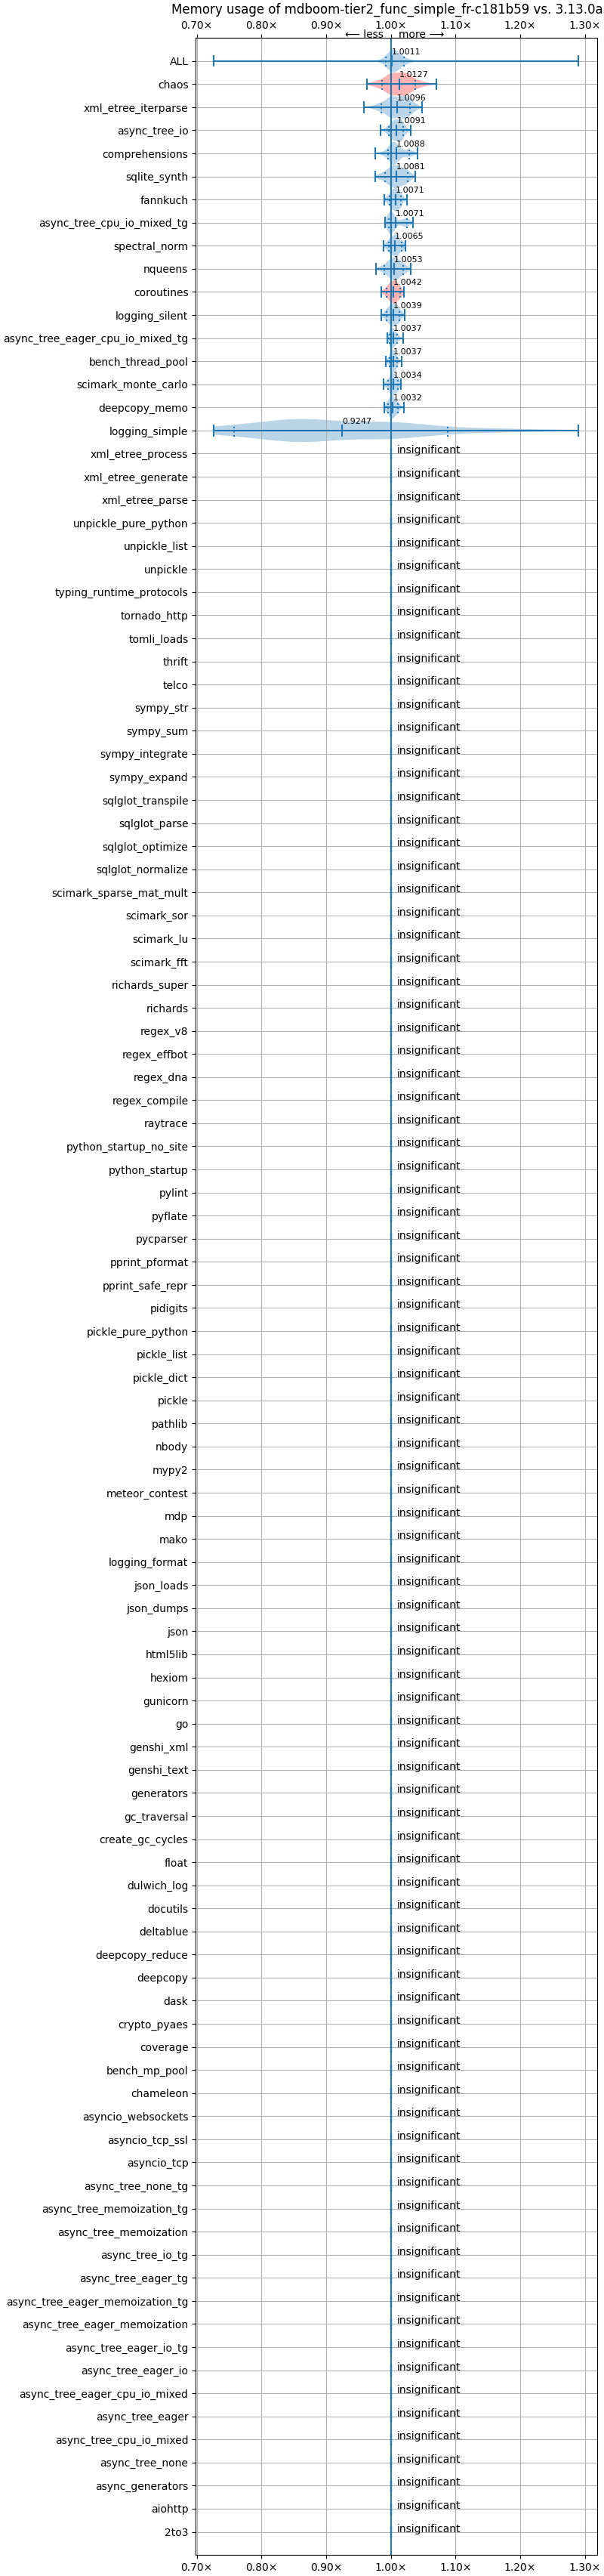 Memory usage of mdboom-tier2_func_simple_fr-c181b59 vs. 3.13.0a
0.70× 0.80× 0.90× 1.00× 1.10× 1.20× 1.30×
⟵ less more ⟶
ALL 1.0011
chaos 1.0127
xml_etree_iterparse 1.0096
async_tree_io 1.0091
comprehensions 1.0088
sqlite_synth 1.0081
fannkuch 1.0071
async_tree_cpu_io_mixed_tg 1.0071
spectral_norm 1.0065
nqueens 1.0053
coroutines 1.0042
logging_silent 1.0039
async_tree_eager_cpu_io_mixed_tg 1.0037
bench_thread_pool 1.0037
scimark_monte_carlo 1.0034
deepcopy_memo 1.0032
logging_simple 0.9247
xml_etree_process insignificant
xml_etree_generate insignificant
xml_etree_parse insignificant
unpickle_pure_python insignificant
unpickle_list insignificant
unpickle insignificant
typing_runtime_protocols insignificant
tornado_http insignificant
tomli_loads insignificant
thrift insignificant
telco insignificant
sympy_str insignificant
sympy_sum insignificant
sympy_integrate insignificant
sympy_expand insignificant
sqlglot_transpile insignificant
sqlglot_parse insignificant
sqlglot_optimize insignificant
sqlglot_normalize insignificant
scimark_sparse_mat_mult insignificant
scimark_sor insignificant
scimark_lu insignificant
scimark_fft insignificant
richards_super insignificant
richards insignificant
regex_v8 insignificant
regex_effbot insignificant
regex_dna insignificant
regex_compile insignificant
raytrace insignificant
python_startup_no_site insignificant
python_startup insignificant
pylint insignificant
pyflate insignificant
pycparser insignificant
pprint_pformat insignificant
pprint_safe_repr insignificant
pidigits insignificant
pickle_pure_python insignificant
pickle_list insignificant
pickle_dict insignificant
pickle insignificant
pathlib insignificant
nbody insignificant
mypy2 insignificant
meteor_contest insignificant
mdp insignificant
mako insignificant
logging_format insignificant
json_loads insignificant
json_dumps insignificant
json insignificant
html5lib insignificant
hexiom insignificant
gunicorn insignificant
go insignificant
genshi_xml insignificant
genshi_text insignificant
generators insignificant
gc_traversal insignificant
create_gc_cycles insignificant
float insignificant
dulwich_log insignificant
docutils insignificant
deltablue insignificant
deepcopy_reduce insignificant
deepcopy insignificant
dask insignificant
crypto_pyaes insignificant
coverage insignificant
bench_mp_pool insignificant
chameleon insignificant
asyncio_websockets insignificant
asyncio_tcp_ssl insignificant
asyncio_tcp insignificant
async_tree_none_tg insignificant
async_tree_memoization_tg insignificant
async_tree_memoization insignificant
async_tree_io_tg insignificant
async_tree_eager_tg insignificant
async_tree_eager_memoization_tg insignificant
async_tree_eager_memoization insignificant
async_tree_eager_io_tg insignificant
async_tree_eager_io insignificant
async_tree_eager_cpu_io_mixed insignificant
async_tree_eager insignificant
async_tree_cpu_io_mixed insignificant
async_tree_none insignificant
async_generators insignificant
aiohttp insignificant
2to3 insignificant
0.70× 0.80× 0.90× 1.00× 1.10× 1.20× 1.30×